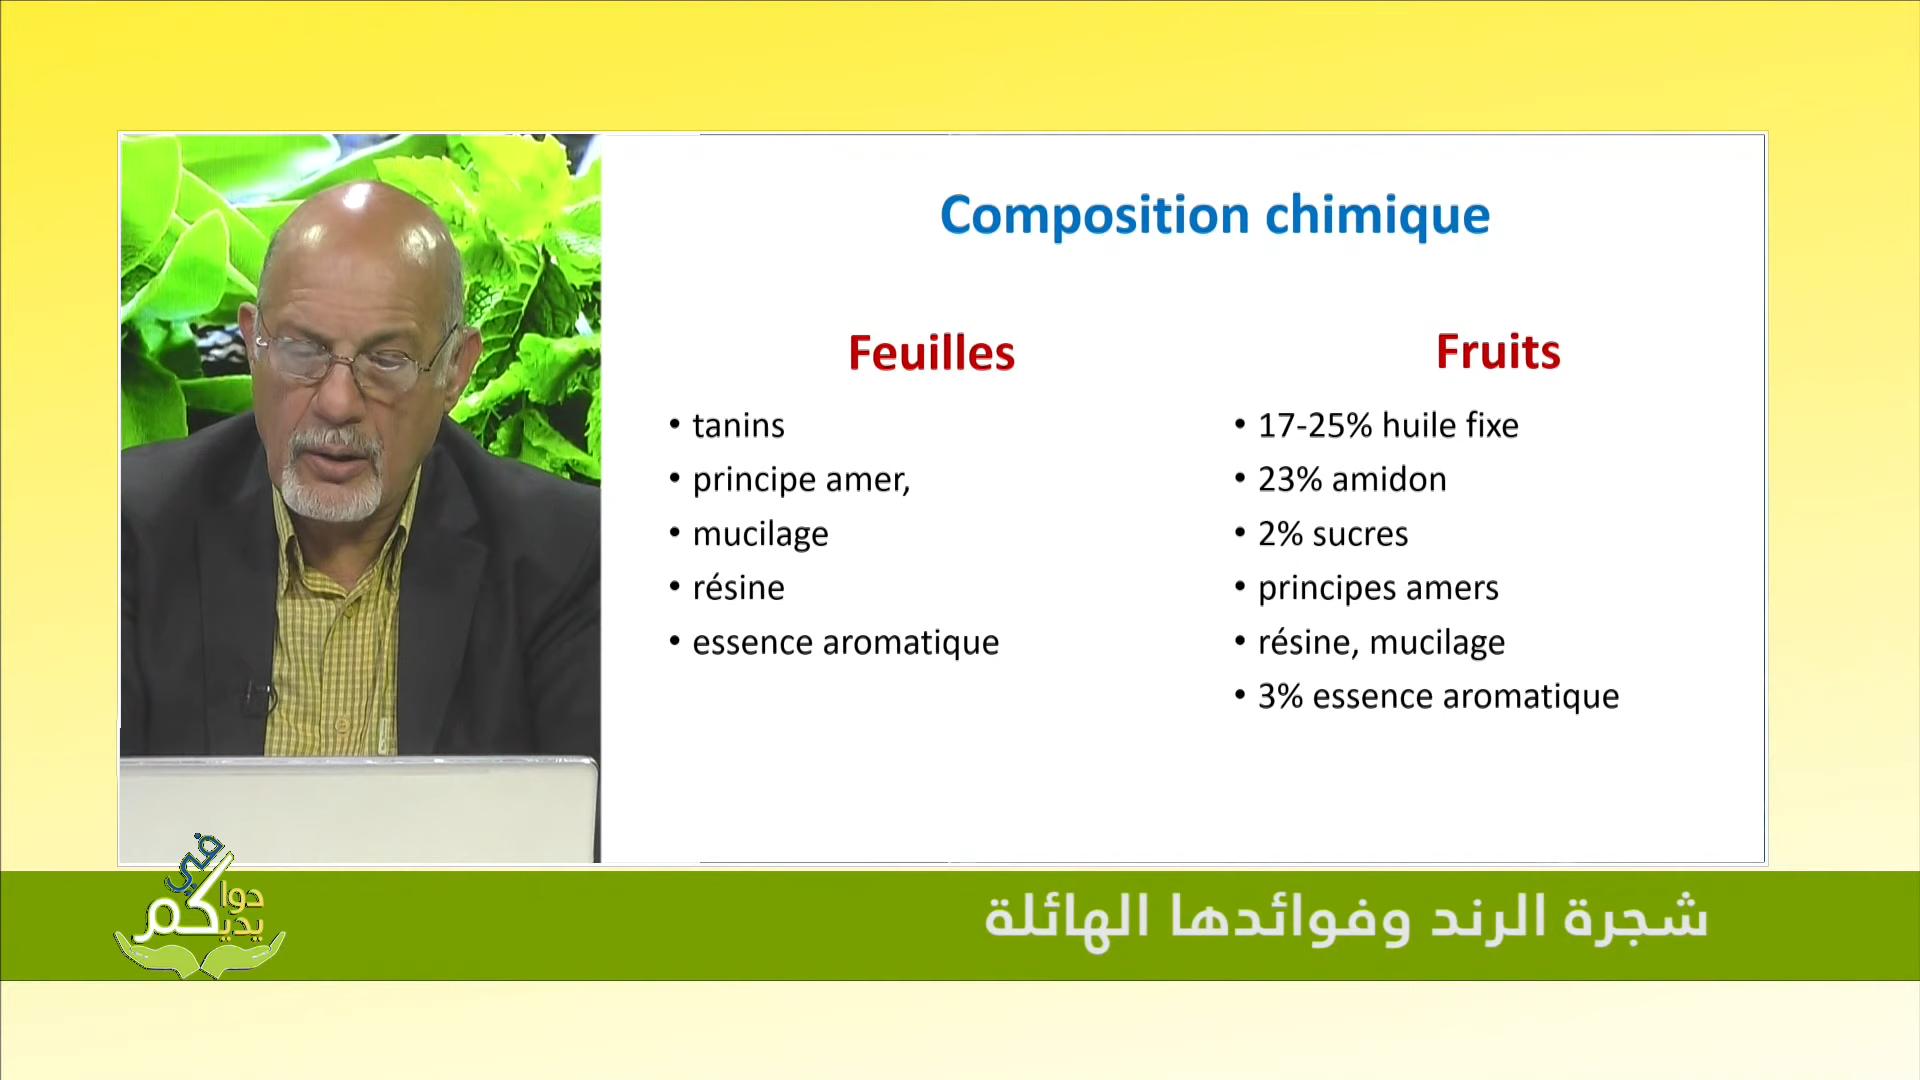 Composition chimique
Feuilles
• tanins
• principe amer,
• mucilage
• résine
• essence aromatique
Fruits
• 17-25% huile fixe
• 23% amidon
• 2% sucres
• principes amers
• résine, mucilage
• 3% essence aromatique
شجرة الرند وفوائدها الهائلة
دواكم
في
يديكم